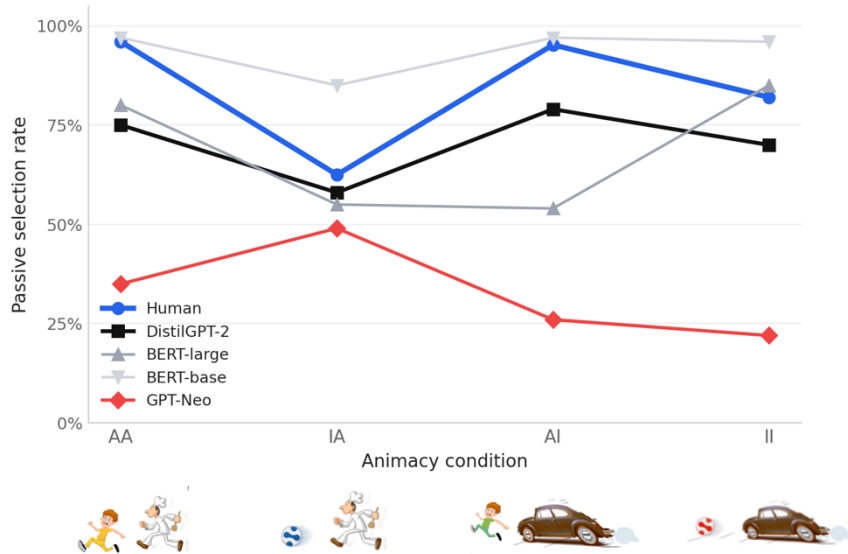 100%
75%
50%
25%
0%
Passive selection rate
Human
DistilGPT-2
BERT-large
BERT-base
GPT-Neo
AA IA AI II
Animacy condition